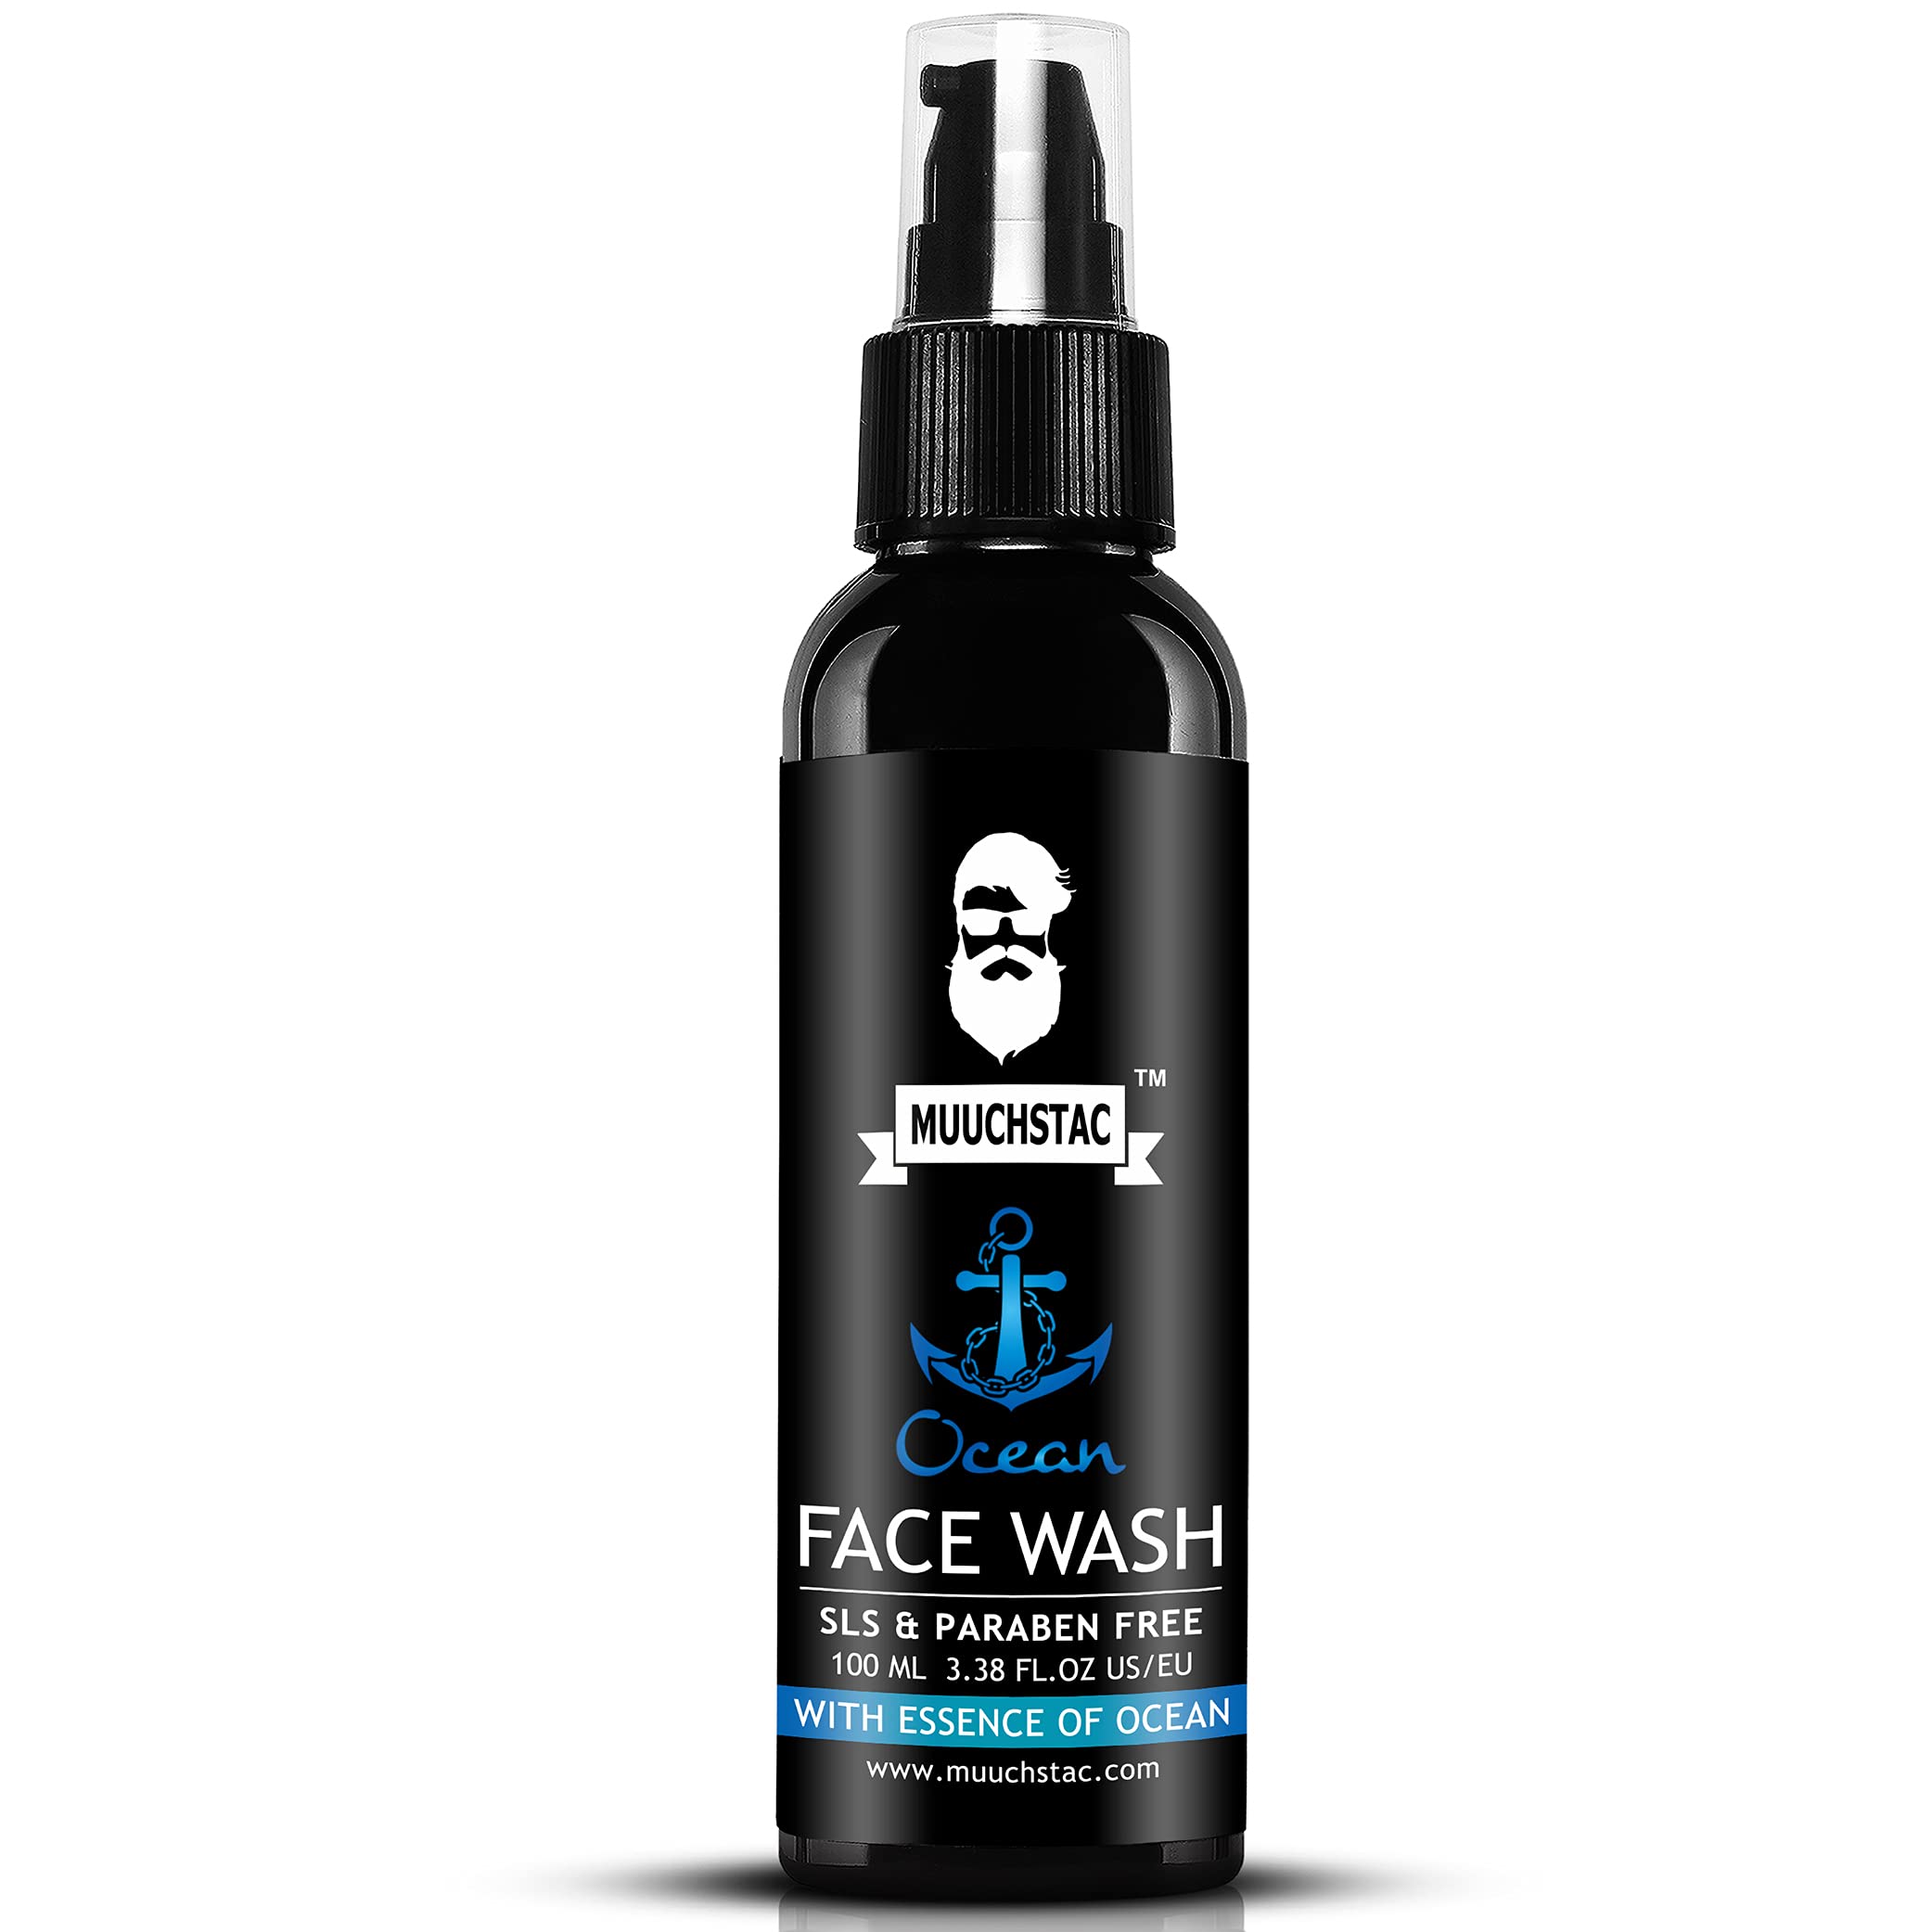 TM
MUUCHSTAC
Ocean
FACE WASH
SLS & PARABEN FREE
100 ML 3.38 FL.OZ US/EU
WITH ESSENCE OF OCEAN
www.muuchstac.com